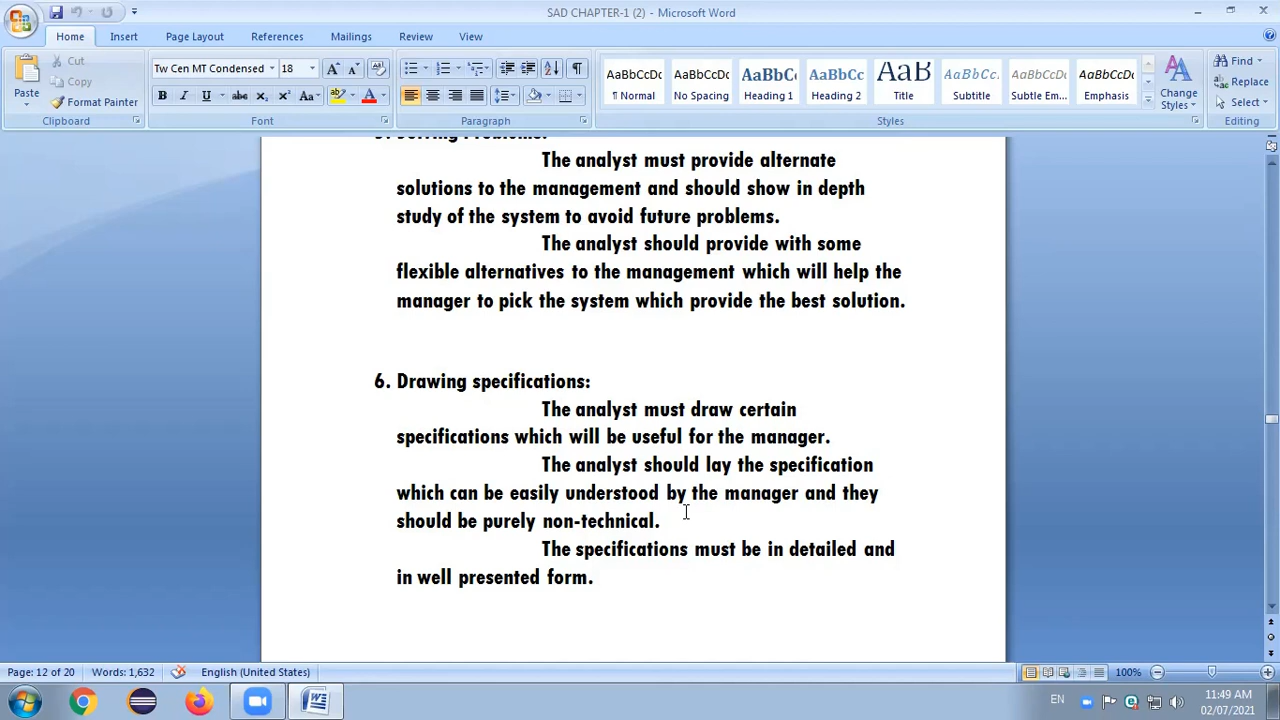 SAD CHAPTER-1 (2) - Microsoft Word
Home Insert Page Layout References Mailings Review View
Paste Cut Copy Format Painter
Tw Cen MT Condensed 18
AaBbCcDc AaBbCcDc AaBbC AaBbCc AaB AaBbCc. AaBbCcDc AaBbCcDc
¶ Normal No Spacing Heading 1 Heading 2 Title Subtitle Subtle Em... Emphasis
Change Styles
Find Replace Select
Clipboard Font Paragraph Styles Editing
The analyst must provide alternate
solutions to the management and should show in depth
study of the system to avoid future problems.
The analyst should provide with some
flexible alternatives to the management which will help the
manager to pick the system which provide the best solution.
6. Drawing specifications:
The analyst must draw certain
specifications which will be useful for the manager.
The analyst should lay the specification
which can be easily understood by the manager and they
should be purely non-technical.
The specifications must be in detailed and
in well presented form.
Page: 12 of 20 Words: 1,632 English (United States) 100%
EN 11:49 AM
02/07/2021